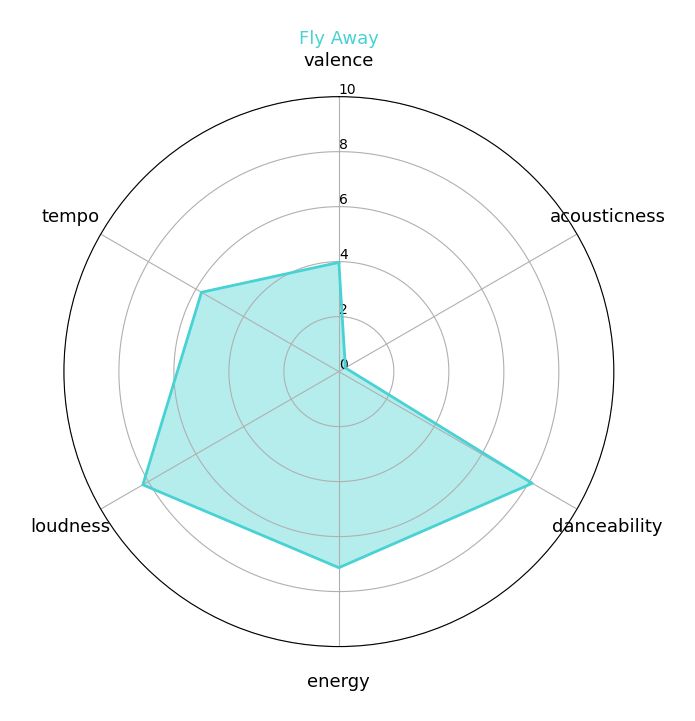 Fly Away
valence
10
8
6
4
2
0
tempo
acousticness
loudness
danceability
energy